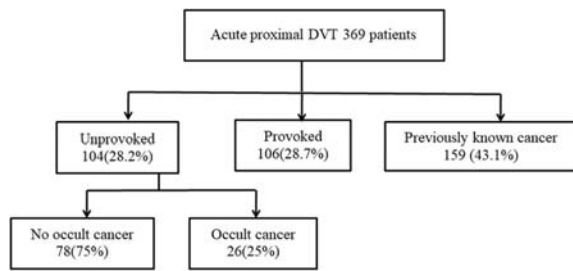 Acute proximal DVT 369 patients
Unprovoked
104(28.2%)
Provoked
106(28.7%)
Previously known cancer
159 (43.1%)
No occult cancer
78(75%)
Occult cancer
26(25%)